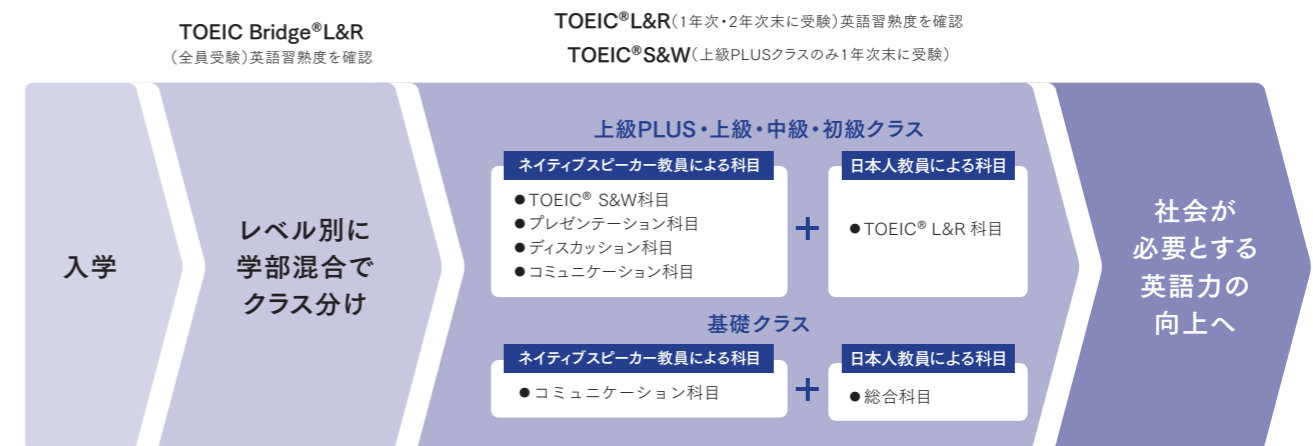 TOEIC Bridge®L&R
（全員受験）英語習熟度を確認
TOEIC®L&R（1年次・2年次末に受験）英語習熟度を確認
TOEIC®S&W（上級PLUSクラスのみ1年次末に受験）
入学
レベル別に
学部混合で
クラス分け
上級PLUS・上級・中級・初級クラス
ネイティブスピーカー教員による科目
●TOEIC® S&W科目
●プレゼンテーション科目
●ディスカッション科目
●コミュニケーション科目
+
日本人教員による科目
●TOEIC® L&R 科目
基礎クラス
ネイティブスピーカー教員による科目
●コミュニケーション科目
+
日本人教員による科目
●総合科目
社会が
必要とする
英語力の
向上へ